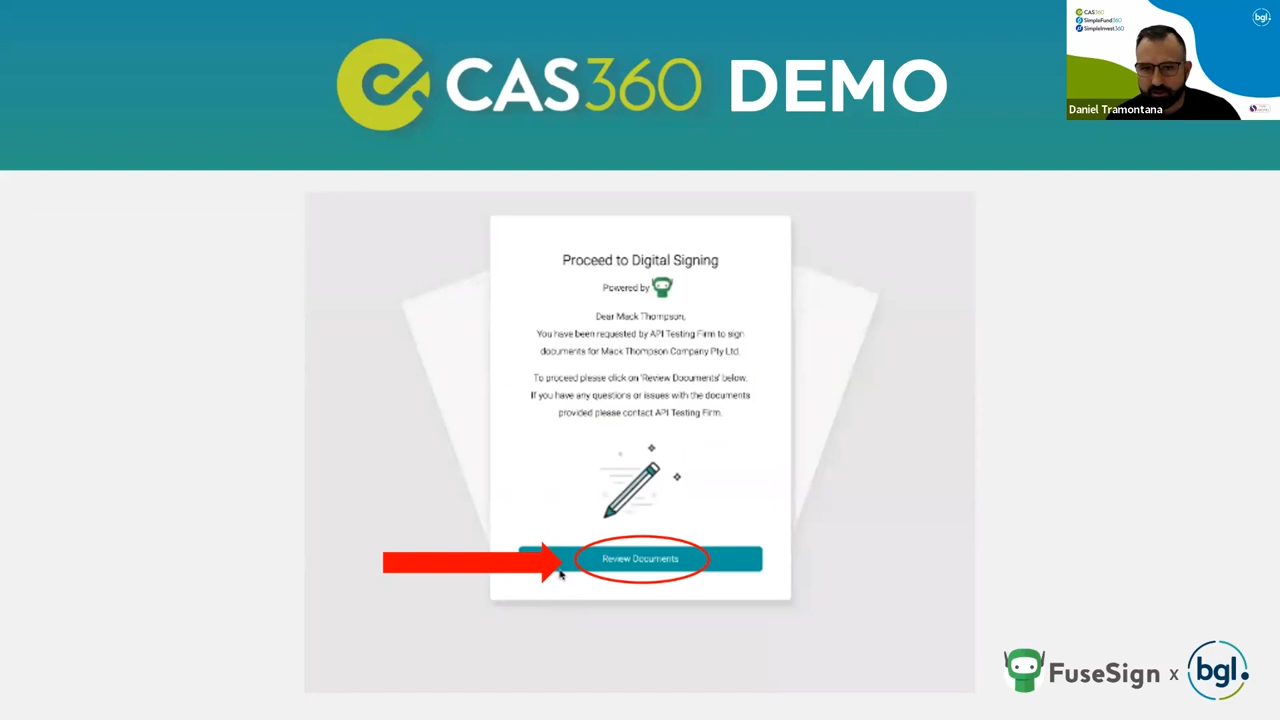 CAS360 DEMO
CAS360
SimpleFund360
SimpleInvest360
bgl.
Daniel Tramontana
Proceed to Digital Signing
Powered by
Dear Mack Thompson,
You have been requested by API Testing Firm to sign
documents for Mack Thompson Company Pty Ltd.
To proceed please click on 'Review Documents' below.
If you have any questions or issues with the documents
provided please contact API Testing Firm.
Review Documents
FuseSign x bgl.